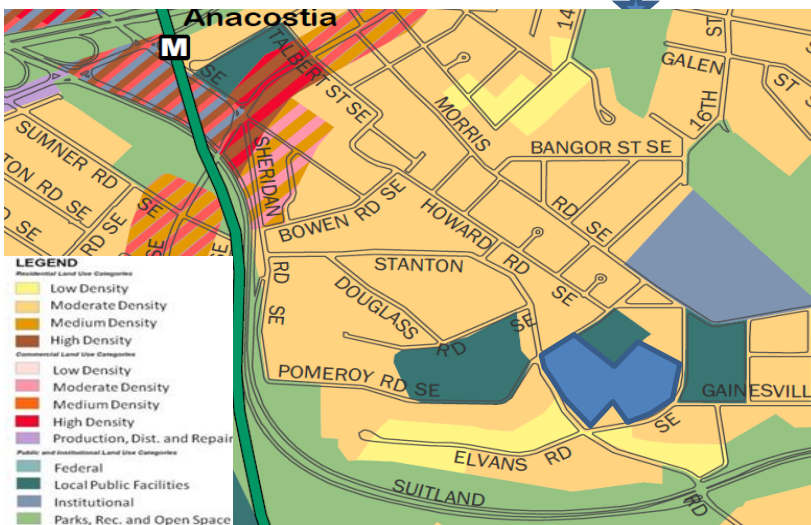 Anacostia
M
SE
TALBERT ST SE
14
ST
GALEN
ST
16TH
MORRIS
RD SE
BANGOR ST SE
SUMNER RD
SE
TON RD SE
RD SE
D SE
SE
SE
SHERIDAN
RD
SE
BOWEN RD SE
HOWARD
RD
SE
STANTON
SE
DOUGLASS
RD
POMEROY RD SE
GAINESVILL
SE
ELVANS RD
SUITLAND
RD
LEGEND
Residential Land Use Categories
Low Density
Moderate Density
Medium Density
High Density
Commercial Land Use Categories
Low Density
Moderate Density
Medium Density
High Density
Production, Dist. and Repair
Public and Institutional Land Use Categories
Federal
Local Public Facilities
Institutional
Parks, Rec. and Open Space